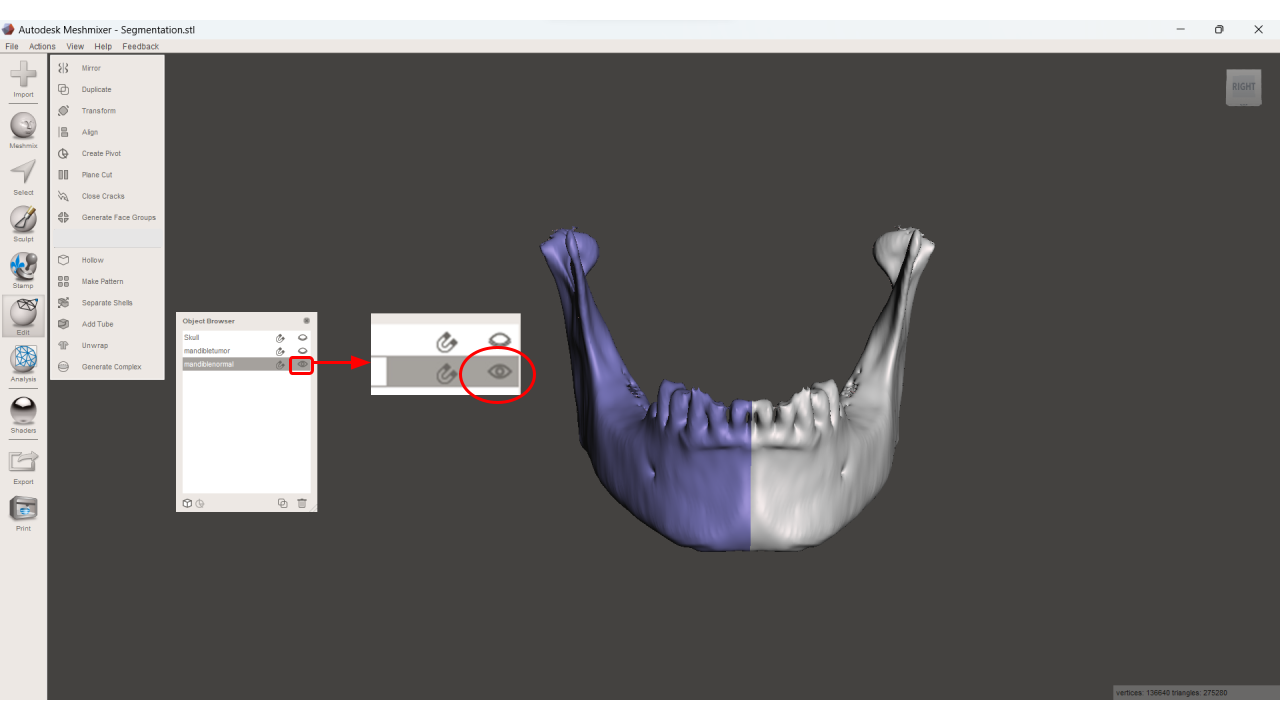 Autodesk Meshmixer - Segmentation.stl
File Actions View Help Feedback
Import
Meshmix
Select
Sculpt
Stamp
Edit
Analysis
Shaders
Export
Print
Mirror
Duplicate
Transform
Align
Create Pivot
Plane Cut
Close Cracks
Generate Face Groups
Hollow
Make Pattern
Separate Shells
Add Tube
Unwrap
Generate Complex
Object Browser
Skull
mandibletumor
mandiblenormal
RIGHT
vertices: 136640 triangles: 275280